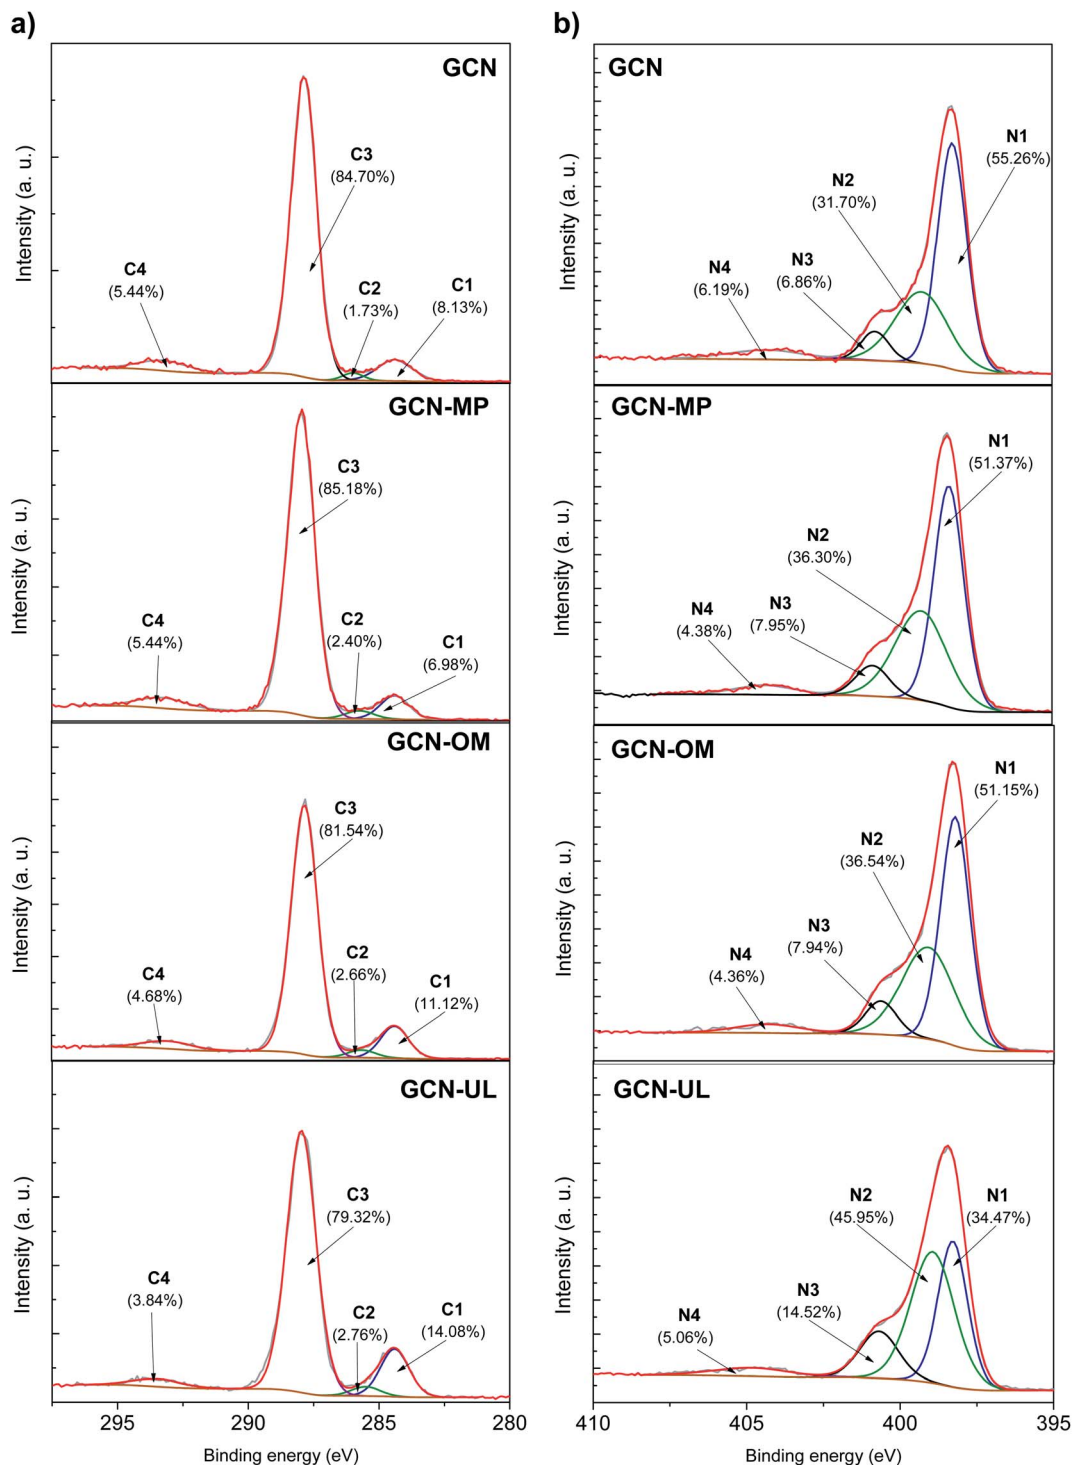 a)
GCN
C3
(84.70%)
C4
(5.44%)
C2
(1.73%)
C1
(8.13%)
Intensity (a. u.)
GCN-MP
C3
(85.18%)
C4
(5.44%)
C2
(2.40%)
C1
(6.98%)
Intensity (a. u.)
GCN-OM
C3
(81.54%)
C4
(4.68%)
C2
(2.66%)
C1
(11.12%)
Intensity (a. u.)
GCN-UL
C3
(79.32%)
C4
(3.84%)
C2
(2.76%)
C1
(14.08%)
Intensity (a. u.)
295 290 285 280
Binding energy (eV)
b)
GCN
N1
(55.26%)
N2
(31.70%)
N3
(6.86%)
N4
(6.19%)
Intensity (a. u.)
GCN-MP
N1
(51.37%)
N2
(36.30%)
N3
(7.95%)
N4
(4.38%)
Intensity (a. u.)
GCN-OM
N1
(51.15%)
N2
(36.54%)
N3
(7.94%)
N4
(4.36%)
Intensity (a. u.)
GCN-UL
N2
(45.95%)
N1
(34.47%)
N3
(14.52%)
N4
(5.06%)
Intensity (a. u.)
410 405 400 395
Binding energy (eV)